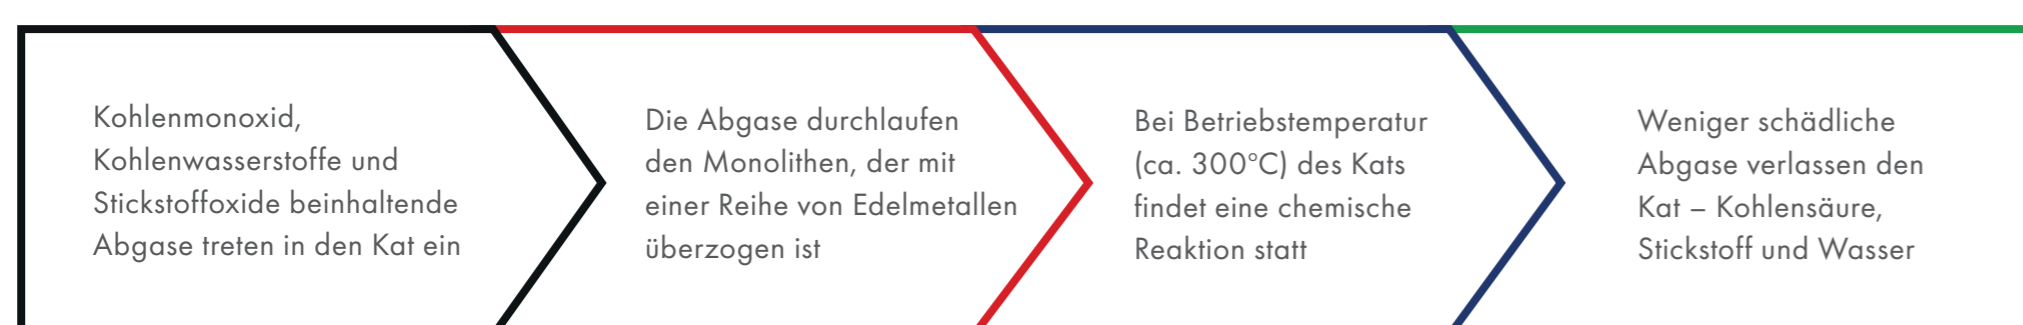 Kohlenmonoxid,
Kohlenwasserstoffe und
Stickstoffoxide beinhaltende
Abgase treten in den Kat ein
Die Abgase durchlaufen
den Monolithen, der mit
einer Reihe von Edelmetallen
überzogen ist
Bei Betriebstemperatur
(ca. 300°C) des Kats
findet eine chemische
Reaktion statt
Weniger schädliche
Abgase verlassen den
Kat – Kohlensäure,
Stickstoff und Wasser